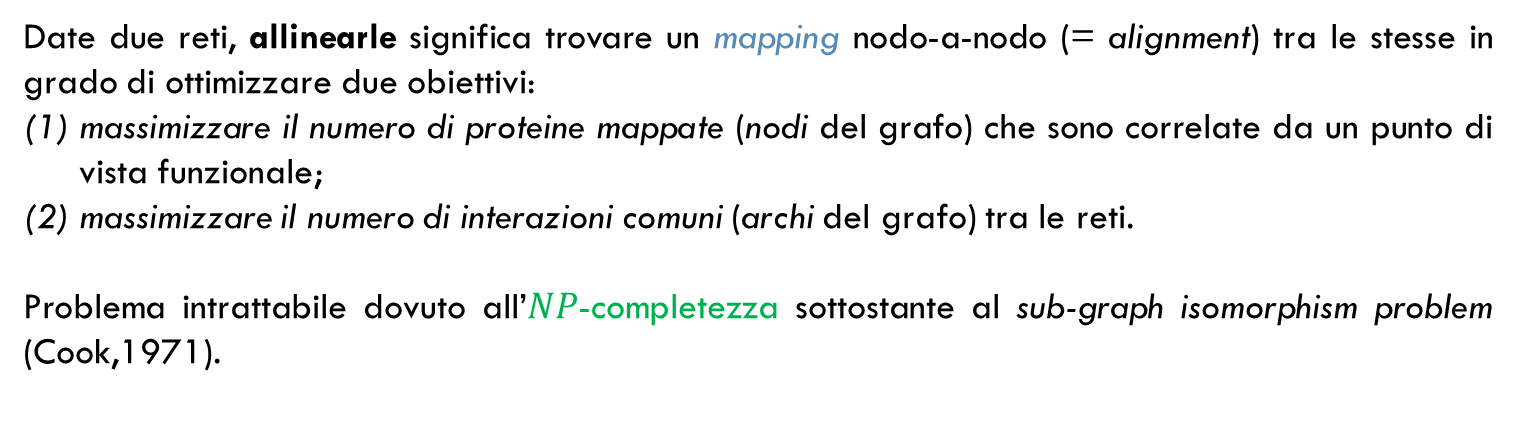 Date due reti, allinearle significa trovare un mapping nodo-a-nodo (= alignment) tra le stesse in
grado di ottimizzare due obiettivi:
(1) massimizzare il numero di proteine mappate (nodi del grafo) che sono correlate da un punto di
vista funzionale;
(2) massimizzare il numero di interazioni comuni (archi del grafo) tra le reti.
Problema intrattabile dovuto all’NP-completezza sottostante al sub-graph isomorphism problem
(Cook,1971).